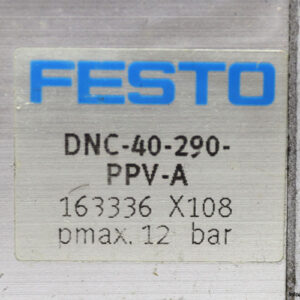 FESTO
DNC-40-290-
PPV-A
163336 X108
pmax. 12 bar